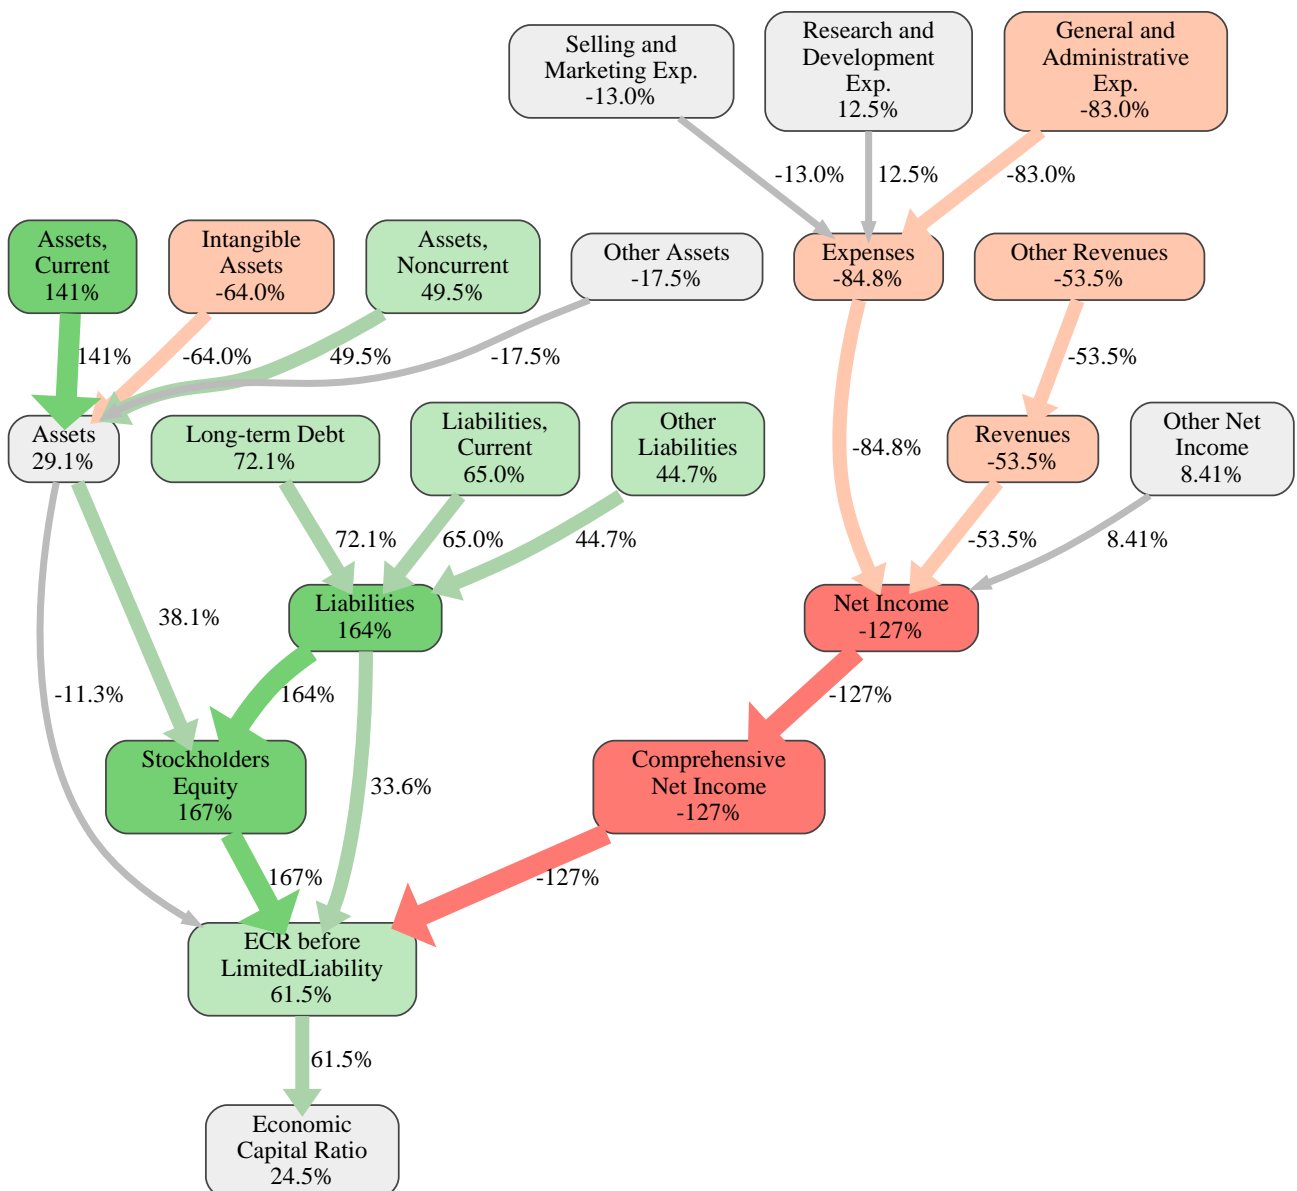 Selling and
Marketing Exp.
-13.0%
Research and
Development
Exp.
12.5%
General and
Administrative
Exp.
-83.0%
-13.0%
12.5%
-83.0%
Assets,
Current
141%
Intangible
Assets
-64.0%
Assets,
Noncurrent
49.5%
Other Assets
-17.5%
Expenses
-84.8%
Other Revenues
-53.5%
141%
-64.0%
49.5%
-17.5%
-53.5%
Assets
29.1%
Long-term Debt
72.1%
Liabilities,
Current
65.0%
Other
Liabilities
44.7%
-84.8%
Revenues
-53.5%
Other Net
Income
8.41%
72.1%
65.0%
44.7%
-53.5%
8.41%
38.1%
Liabilities
164%
Net Income
-127%
-11.3%
164%
-127%
Stockholders
Equity
167%
33.6%
Comprehensive
Net Income
-127%
167%
-127%
ECR before
LimitedLiability
61.5%
61.5%
Economic
Capital Ratio
24.5%